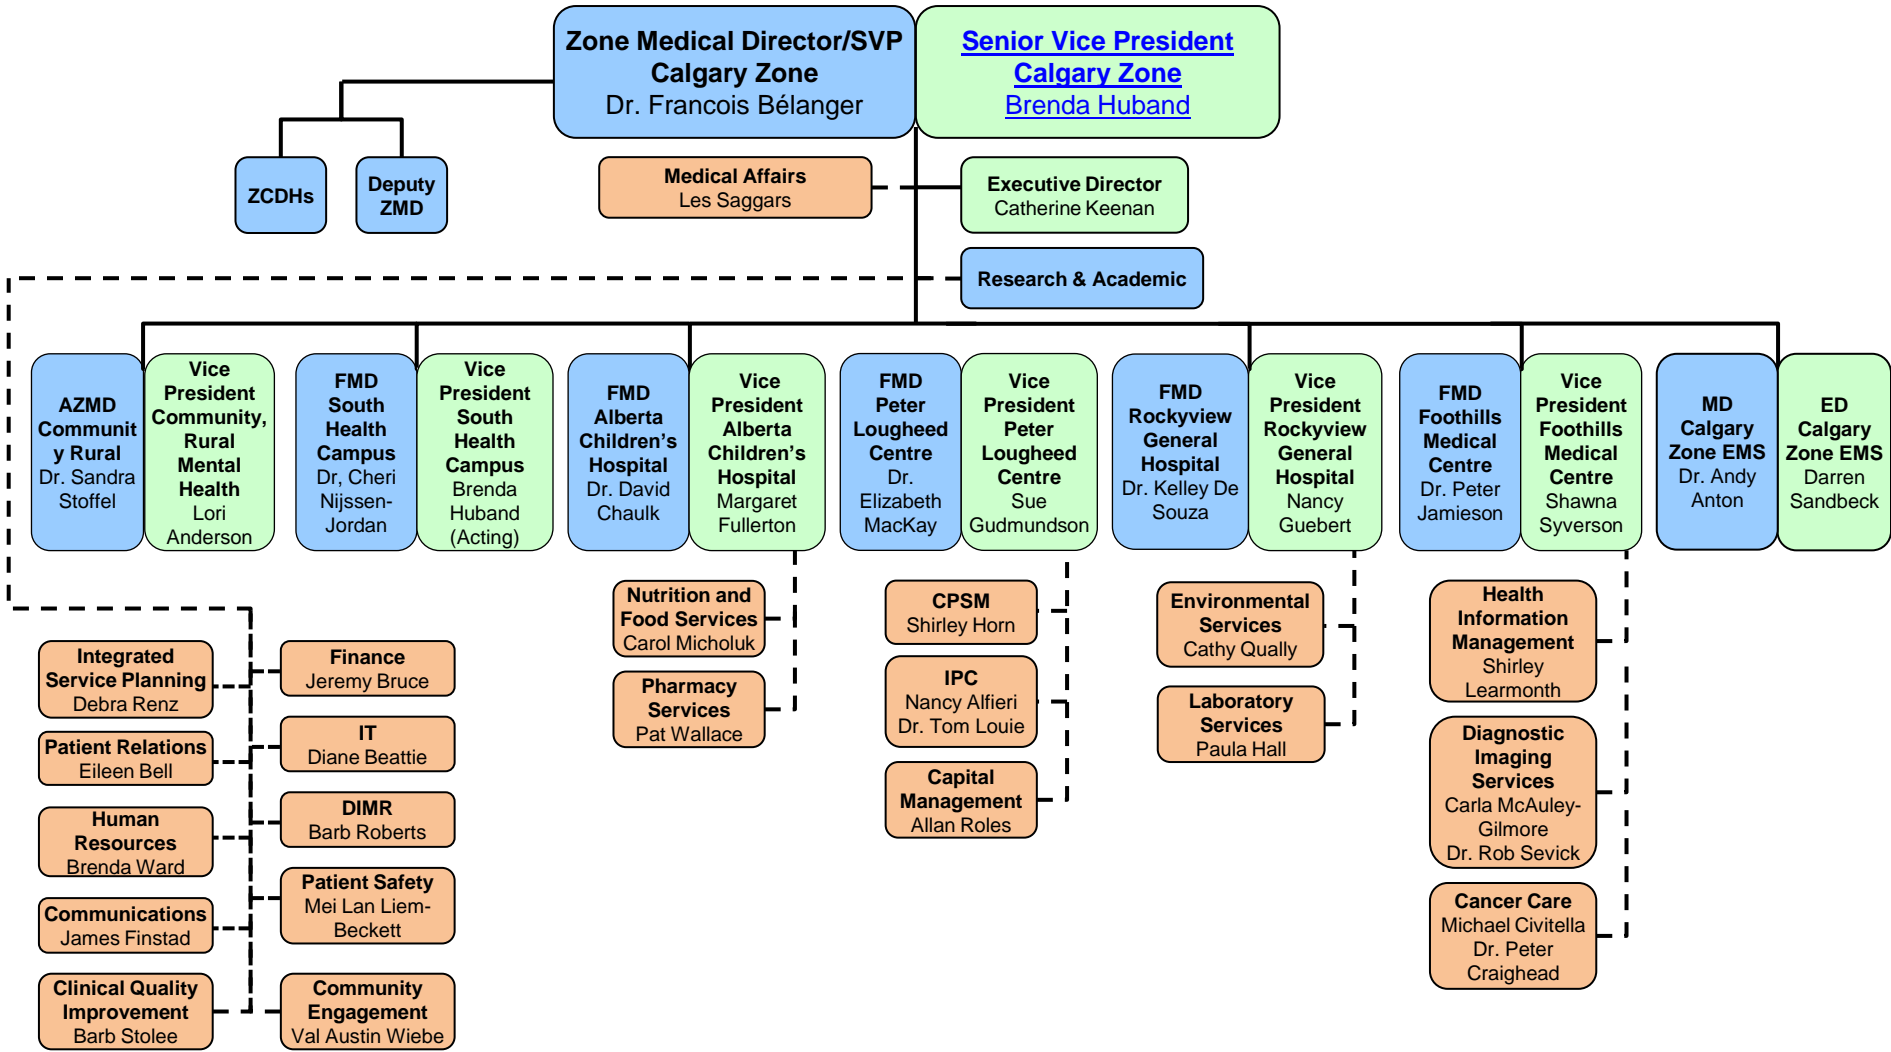 Zone Medical Director/SVP
Calgary Zone
Dr. Francois Bélanger
Senior Vice President
Calgary Zone
Brenda Huband
ZCDHs
Deputy
ZMD
Medical Affairs
Les Saggars
Executive Director
Catherine Keenan
Research & Academic
AZMD
Communit
y Rural
Dr. Sandra
Stoffel
Vice
President
Community,
Rural
Mental
Health
Lori
Anderson
FMD
South
Health
Campus
Dr, Cheri
Nijssen-
Jordan
Vice
President
South
Health
Campus
Brenda
Huband
(Acting)
FMD
Alberta
Children’s
Hospital
Dr. David
Chaulk
Vice
President
Alberta
Children’s
Hospital
Margaret
Fullerton
FMD
Peter
Lougheed
Centre
Dr.
Elizabeth
MacKay
Vice
President
Peter
Lougheed
Centre
Sue
Gudmundson
FMD
Rockyview
General
Hospital
Dr. Kelley De
Souza
Vice
President
Rockyview
General
Hospital
Nancy
Guebert
FMD
Foothills
Medical
Centre
Dr. Peter
Jamieson
Vice
President
Foothills
Medical
Centre
Shawna
Syverson
MD
Calgary
Zone EMS
Dr. Andy
Anton
ED
Calgary
Zone EMS
Darren
Sandbeck
Integrated
Service Planning
Debra Renz
Patient Relations
Eileen Bell
Human
Resources
Brenda Ward
Communications
James Finstad
Clinical Quality
Improvement
Barb Stolee
Finance
Jeremy Bruce
IT
Diane Beattie
DIMR
Barb Roberts
Patient Safety
Mei Lan Liem-
Beckett
Community
Engagement
Val Austin Wiebe
Nutrition and
Food Services
Carol Micholuk
Pharmacy
Services
Pat Wallace
CPSM
Shirley Horn
IPC
Nancy Alfieri
Dr. Tom Louie
Capital
Management
Allan Roles
Environmental
Services
Cathy Qually
Laboratory
Services
Paula Hall
Health
Information
Management
Shirley
Learmonth
Diagnostic
Imaging
Services
Carla McAuley-
Gilmore
Dr. Rob Sevick
Cancer Care
Michael Civitella
Dr. Peter
Craighead